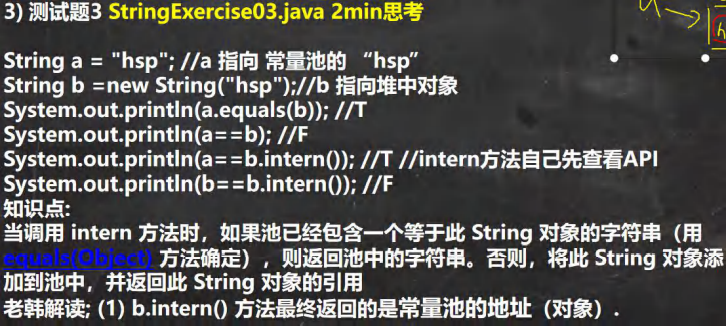 3) 测试题3 StringExercise03.java 2min思考
String a = "hsp"; //a 指向 常量池的 “hsp”
String b =new String("hsp");//b 指向堆中对象
System.out.println(a.equals(b)); //T
System.out.println(a==b); //F
System.out.println(a==b.intern()); //T //intern方法自己先查看API
System.out.println(b==b.intern()); //F
知识点:
当调用 intern 方法时，如果池已经包含一个等于此 String 对象的字符串（用
equals(Object) 方法确定），则返回池中的字符串。否则，将此 String 对象添
加到池中，并返回此 String 对象的引用
老韩解读; (1) b.intern() 方法最终返回的是常量池的地址（对象）.